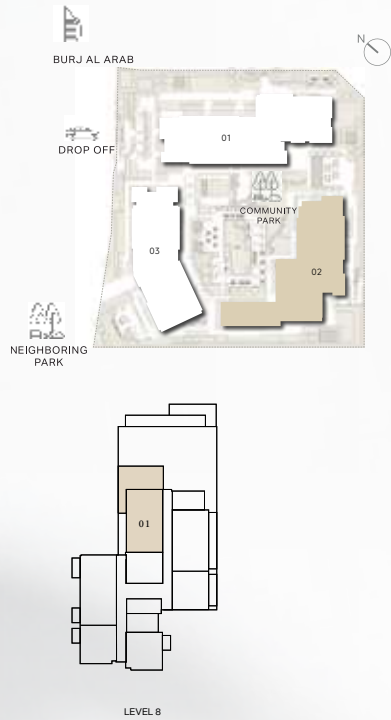 N
BURJ AL ARAB
DROP OFF
01
COMMUNITY
PARK
02
03
NEIGHBORING
PARK
01
LEVEL 8